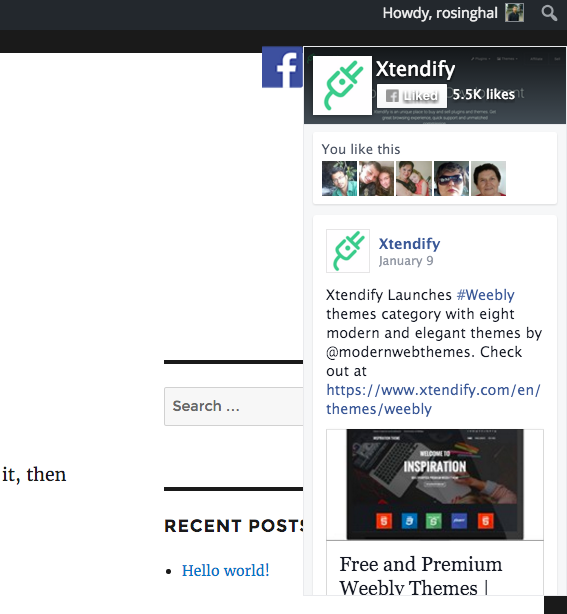 Howdy, rosinghal
Xtendify
Liked
5.5K likes
You like this
Xtendify
January 9
Xtendify Launches #Weebly
themes category with eight
modern and elegant themes by
@modernwebthemes. Check
out at
https://www.xtendify.com/en/
themes/weebly
Search ...
WELCOME TO
INSPIRATION
it, then
RECENT POSTS
Hello world!
Free and Premium
Weebly Themes |